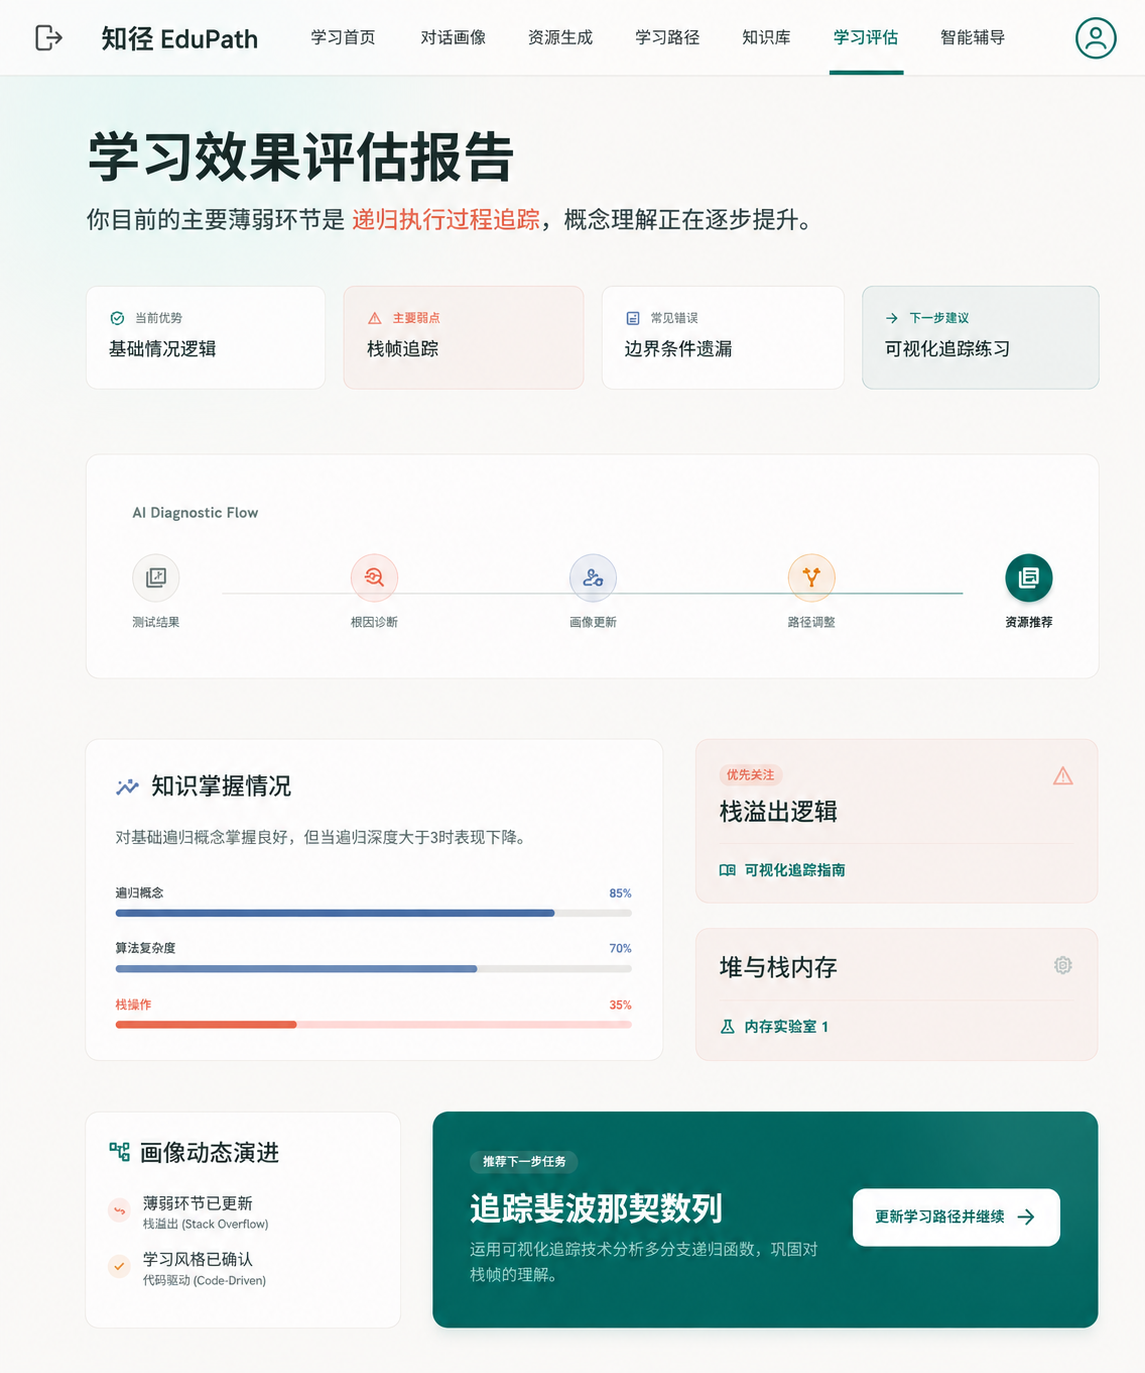 知径 EduPath
学习首页
对话画像
资源生成
学习路径
知识库
学习评估
智能辅导
学习效果评估报告
你目前的主要薄弱环节是 递归执行过程追踪，概念理解正在逐步提升。
当前优势
基础情况逻辑
主要弱点
栈帧追踪
常见错误
边界条件遗漏
下一步建议
可视化追踪练习
AI Diagnostic Flow
测试结果
根因诊断
画像更新
路径调整
资源推荐
知识掌握情况
对基础递归概念掌握良好，但当递归深度大于3时表现下降。
递归概念
85%
算法复杂度
70%
栈操作
35%
优先关注
栈溢出逻辑
可视化追踪指南
堆与栈内存
内存实验室 1
画像动态演进
薄弱环节已更新
栈溢出 (Stack Overflow)
学习风格已确认
代码驱动 (Code-Driven)
推荐下一步任务
追踪斐波那契数列
运用可视化追踪技术分析多分支递归函数，巩固对
栈帧的理解。
更新学习路径并继续